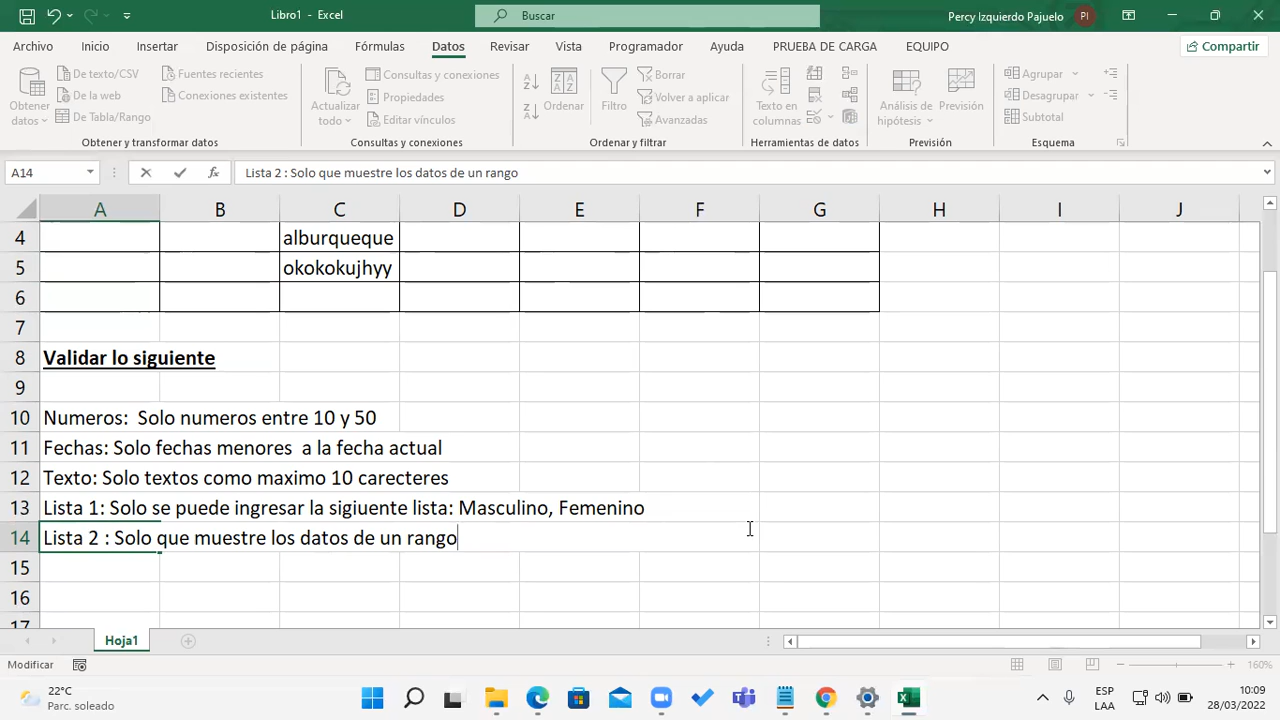 Libro1 - Excel
Buscar
Percy Izquierdo Pajuelo
PI
Archivo
Inicio
Insertar
Disposición de página
Fórmulas
Datos
Revisar
Vista
Programador
Ayuda
PRUEBA DE CARGA
EQUIPO
Compartir
Obtener datos
De texto/CSV
De la web
De Tabla/Rango
Fuentes recientes
Conexiones existentes
Obtener y transformar datos
Actualizar todo
Consultas y conexiones
Propiedades
Editar vínculos
Consultas y conexiones
Ordenar
Filtro
Borrar
Volver a aplicar
Avanzadas
Ordenar y filtrar
Texto en columnas
Herramientas de datos
Análisis de hipótesis
Previsión
Previsión
Agrupar
Desagrupar
Subtotal
Esquema
A14
fx
Lista 2 : Solo que muestre los datos de un rango
A B C D E F G H I J
4 alburqueque
5 okokokujhyy
6
7
8 Validar lo siguiente
9
10 Numeros: Solo numeros entre 10 y 50
11 Fechas: Solo fechas menores a la fecha actual
12 Texto: Solo textos como maximo 10 carecteres
13 Lista 1: Solo se puede ingresar la sigiuente lista: Masculino, Femenino
14 Lista 2 : Solo que muestre los datos de un rango
15
16
17
Hoja1
Modificar
160%
22°C
Parc. soleado
ESP
LAA
10:09
28/03/2022